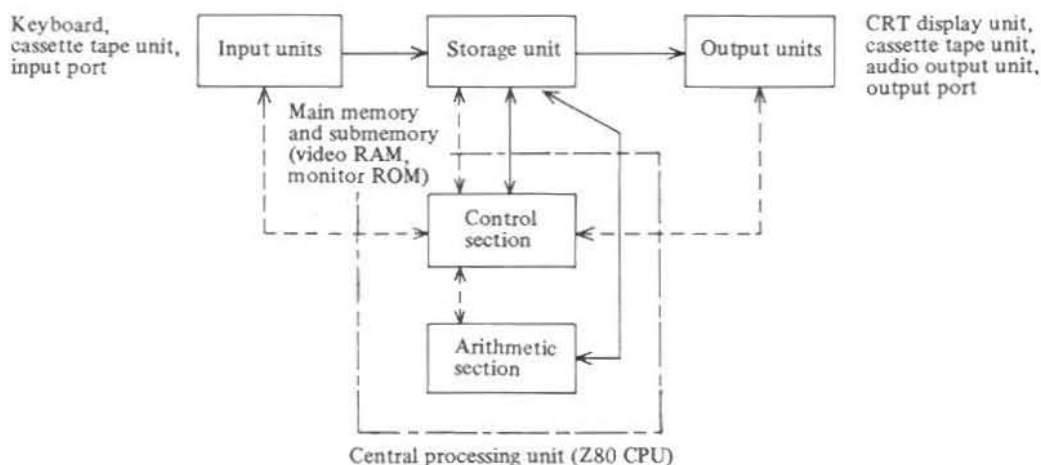 Keyboard,
cassette tape unit,
input port
Input units
Storage unit
Output units
CRT display unit,
cassette tape unit,
audio output unit,
output port
Main memory
and submemory
(video RAM,
monitor ROM)
Control
section
Arithmetic
section
Central processing unit (Z80 CPU)